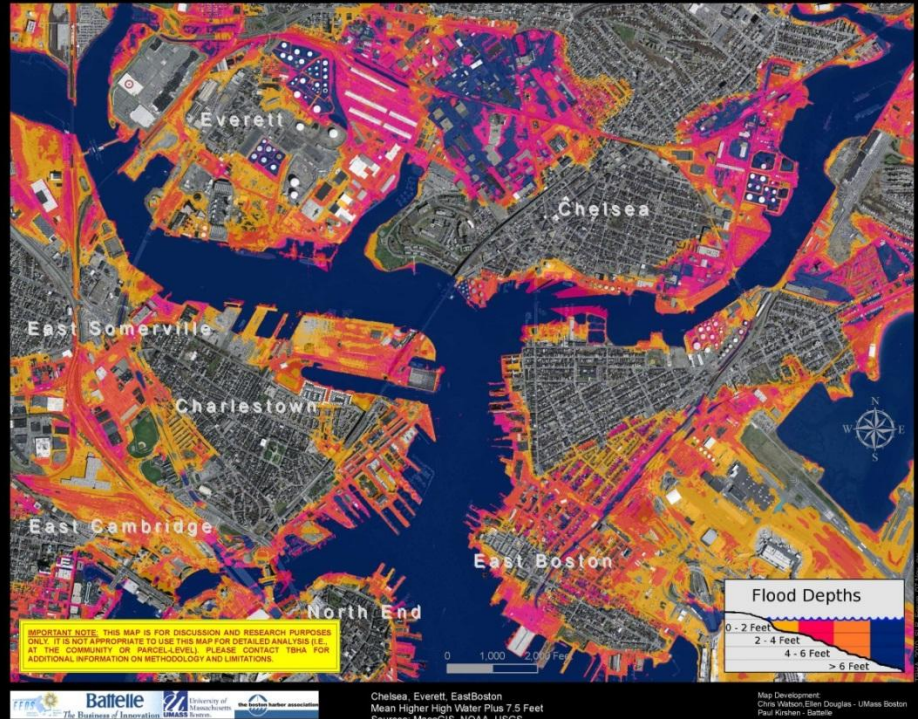 Everett
Chelsea
East Somerville
Charlestown
N
W E
S
East Cambridge
East Boston
North End
Flood Depths
0 - 2 Feet
2 - 4 Feet
4 - 6 Feet
> 6 Feet
IMPORTANT NOTE: THIS MAP IS FOR DISCUSSION AND RESEARCH PURPOSES
ONLY. IT IS NOT APPROPRIATE TO USE THIS MAP FOR DETAILED ANALYSIS (I.E.,
AT THE COMMUNITY OR PARCEL-LEVEL). PLEASE CONTACT TBHA FOR
ADDITIONAL INFORMATION ON METHODOLOGY AND LIMITATIONS.
0 1,000 2,000 Feet
Battelle
The Business of Innovation
University of
Massachusetts
UMASS Boston
the boston harbor association
Chelsea, Everett, EastBoston
Mean Higher High Water Plus 7.5 Feet
Sources: MassGIS, NOAA, USGS
Map Development:
Chris Watson,Ellen Douglas - UMass Boston
Paul Kirshen - Battelle